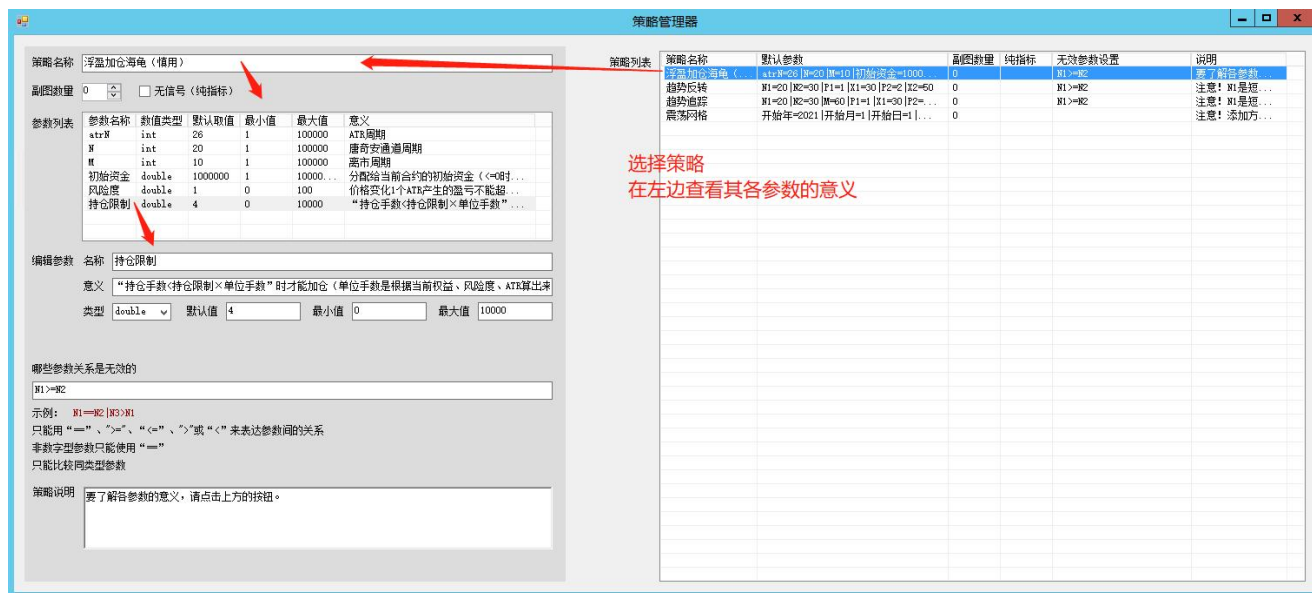 策略管理器
策略名称 浮盈加仓海龟（慎用）
副图数量 0 无信号（纯指标）
参数列表 参数名称 数值类型 默认取值 最小值 最大值 意义
atrN int 26 1 100000 ATR周期
N int 20 1 100000 唐奇安通道周期
M int 10 1 100000 离市周期
初始资金 double 1000000 1 10000... 分配给当前合约的初始资金（<=0时...
风险度 double 1 0 100 价格变化1个ATR产生的盈亏不能超...
持仓限制 double 4 0 10000 “持仓手数<持仓限制×单位手数”...
编辑参数 名称 持仓限制
意义 “持仓手数<持仓限制×单位手数”时才能加仓（单位手数是根据当前权益、风险度、ATR算出来
类型 double 默认值 4 最小值 0 最大值 10000
哪些参数关系是无效的
N1>=N2
示例： N1==N2|N3>N1
只能用“==”、“>=”、“<=”、“>”或“<”来表达参数间的关系
非数字型参数只能使用“==”
只能比较同类型参数
策略说明 要了解各参数的意义，请点击上方的按钮。
策略列表 策略名称 默认参数 副图数量 纯指标 无效参数设置 说明
浮盈加仓海龟（... atrN=26|N=20|M=10|初始资金=1000... 0 N1>=N2 要了解各参数...
趋势反转 N1=20|N2=30|P1=1|X1=30|P2=2|X2=50 0 N1>=N2 注意！N1是短...
趋势追踪 N1=20|N2=30|M=60|P1=1|X1=30|P2=... 0 N1>=N2 注意！N1是短...
震荡网格 开始年=2021|开始月=1|开始日=1|... 0 注意！添加方...
选择策略
在左边查看其各参数的意义